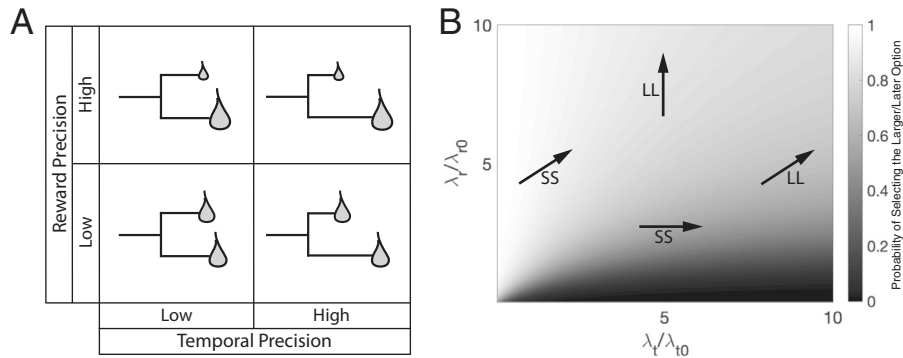 A
Reward Precision
High
Low
Low
High
Temporal Precision
B
10
5
λr/λr0
LL
SS
LL
SS
5
10
λt/λt0
1
0.8
0.6
0.4
0.2
0
Probability of Selecting the Larger/Later Option